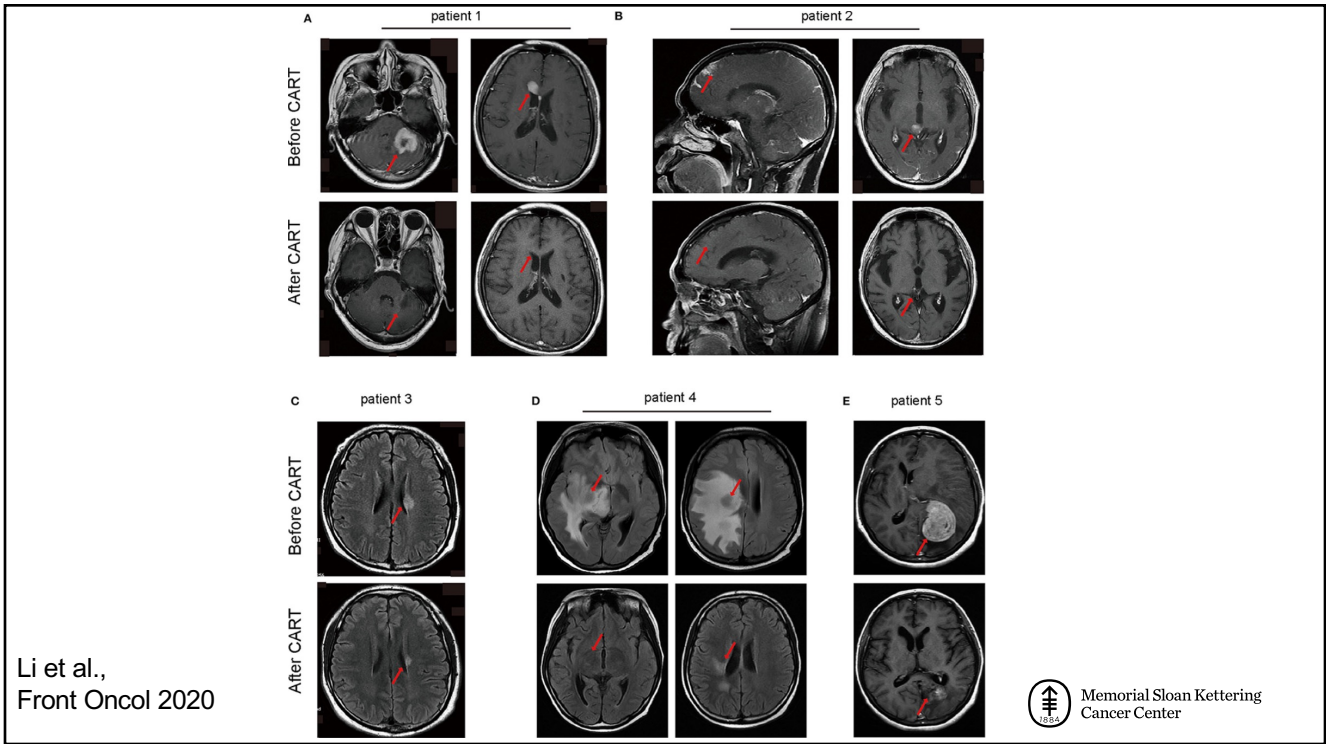 A
patient 1
B
patient 2
Before CART
After CART
C
patient 3
D
patient 4
E
patient 5
Before CART
After CART
Li et al.,
Front Oncol 2020
1884
Memorial Sloan Kettering
Cancer Center